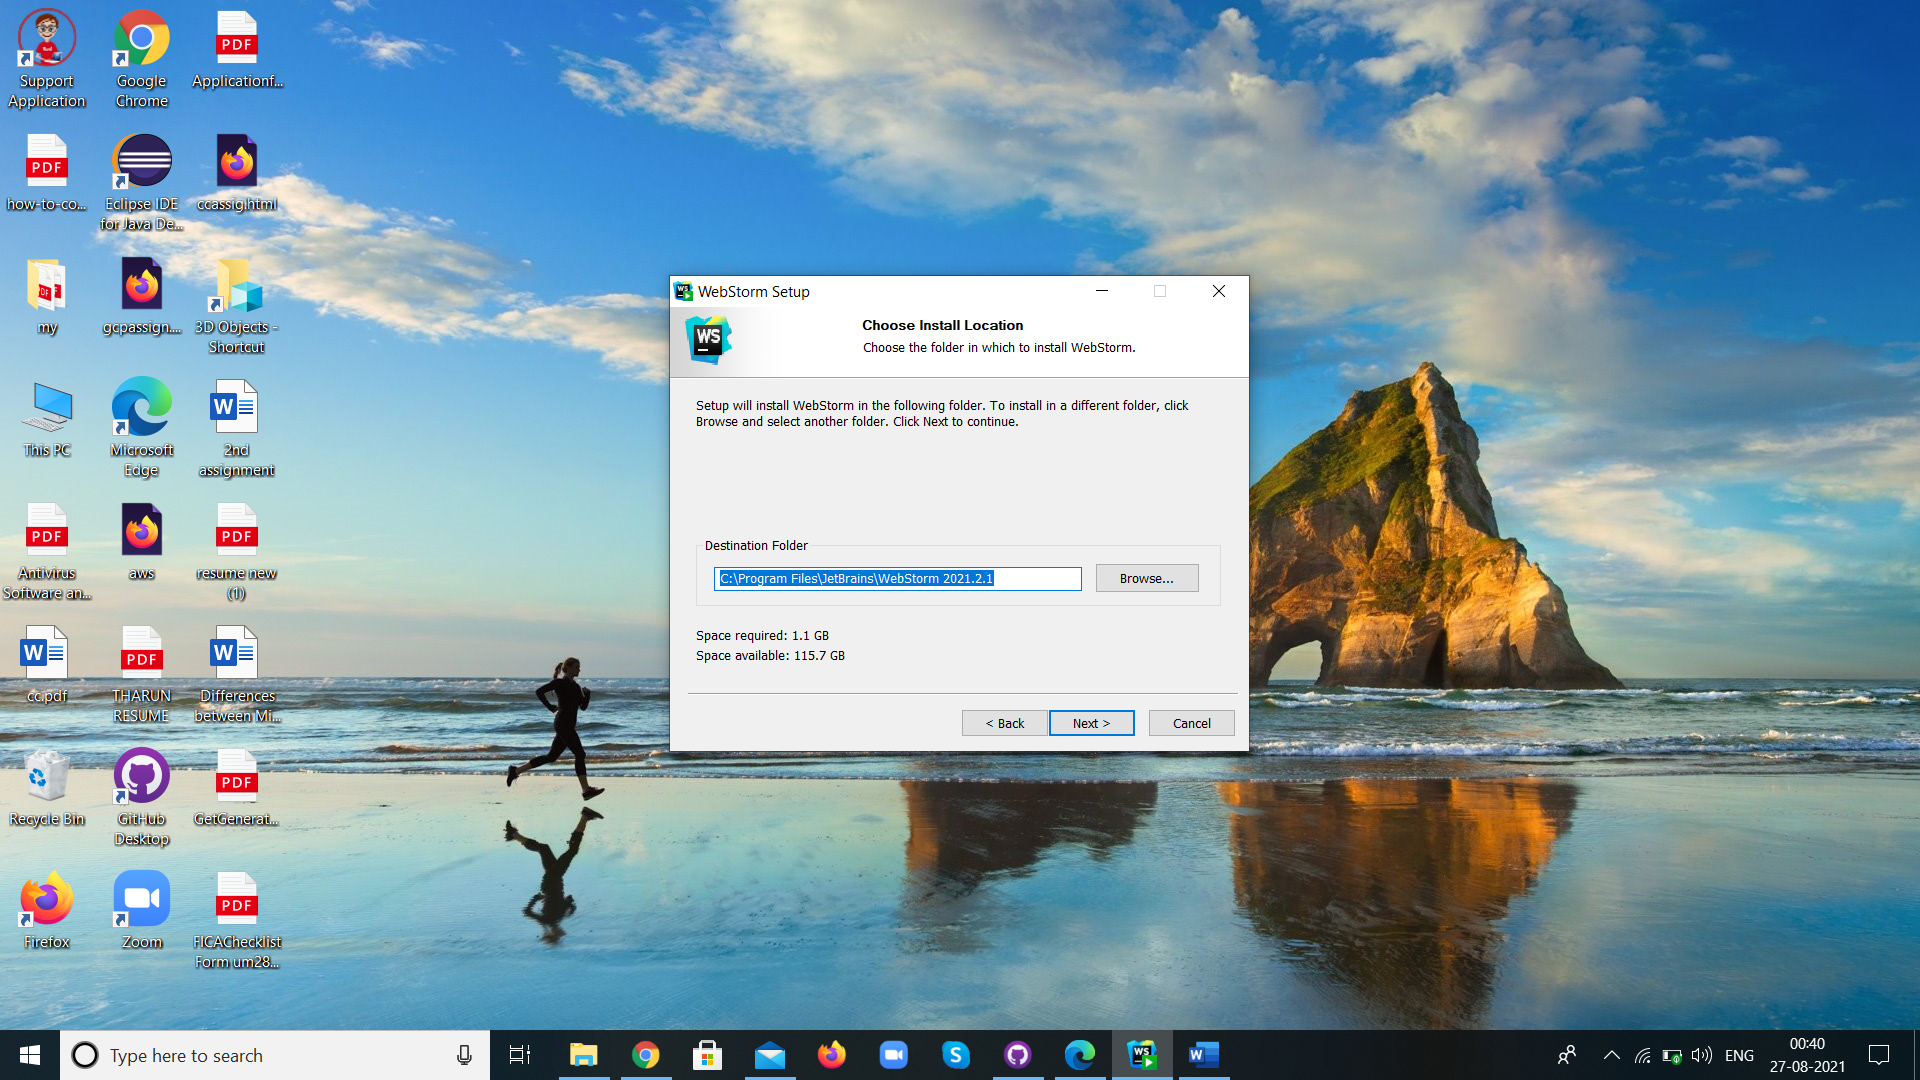 Support
Application
Google
Chrome
PDF
Applicationf...
PDF
how-to-co...
Eclipse IDE
for Java De...
ccassig.html
PDF
my
gcpassign....
3D Objects -
Shortcut
This PC
Microsoft
Edge
W
2nd
assignment
PDF
Antivirus
Software an...
aws
PDF
resume new
(1)
W
cc.pdf
PDF
THARUN
RESUME
W
Differences
between Mi...
Recycle Bin
GitHub
Desktop
PDF
GetGenerat...
Firefox
Zoom
PDF
FICAChecklist
Form um28...
WS
WebStorm Setup
WS
Choose Install Location
Choose the folder in which to install WebStorm.
Setup will install WebStorm in the following folder. To install in a different folder, click
Browse and select another folder. Click Next to continue.
Destination Folder
C:\Program Files\JetBrains\WebStorm 2021.2.1
Browse...
Space required: 1.1 GB
Space available: 115.7 GB
< Back
Next >
Cancel
Type here to search
S
WS
W
ENG
00:40
27-08-2021